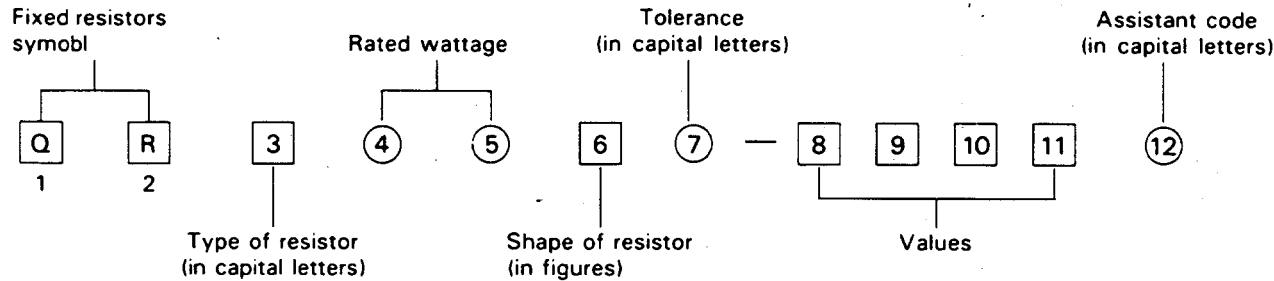 Fixed resistors
symobl
Rated wattage
Tolerance
(in capital letters)
Assistant code
(in capital letters)
Q R 3 4 5 6 7 — 8 9 10 11 12
1 2
Type of resistor
(in capital letters)
Shape of resistor
(in figures)
Values